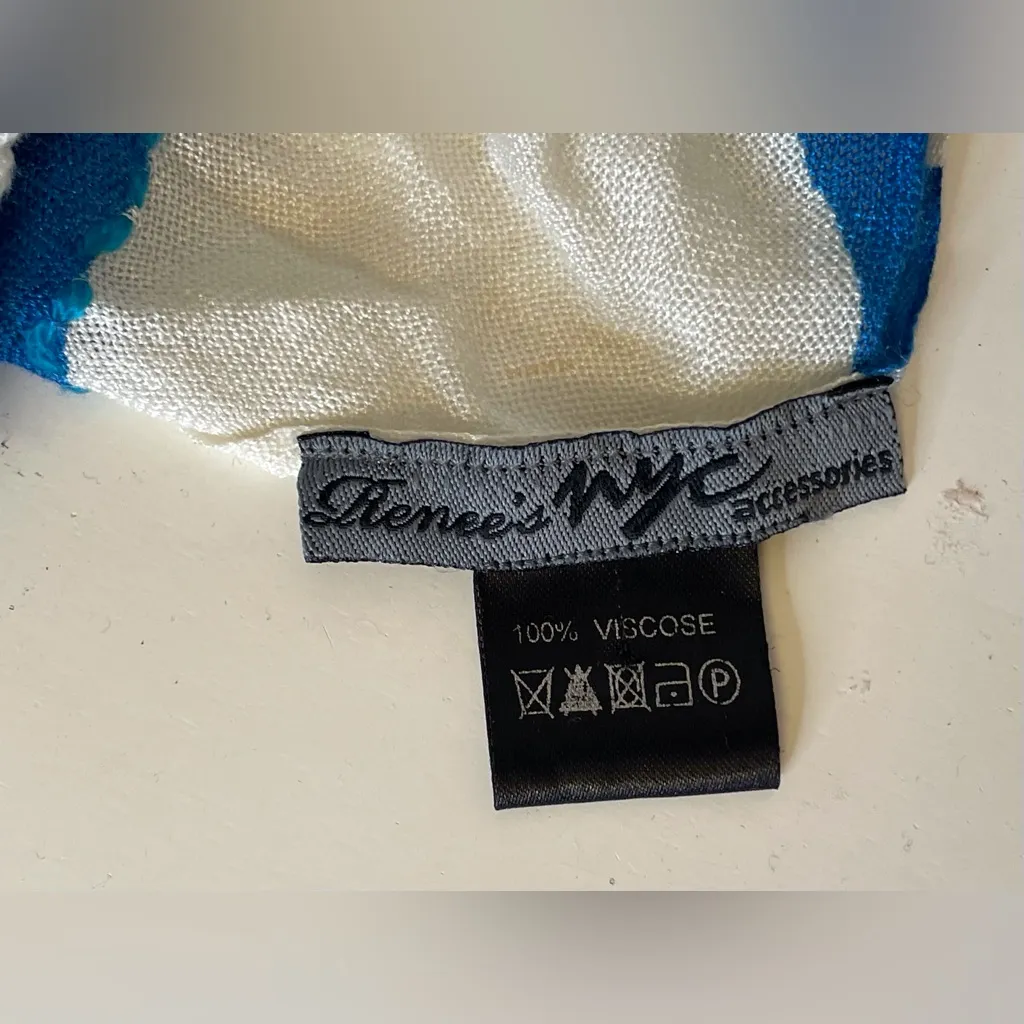 Renee's NYC accessories
100% VISCOSE
P